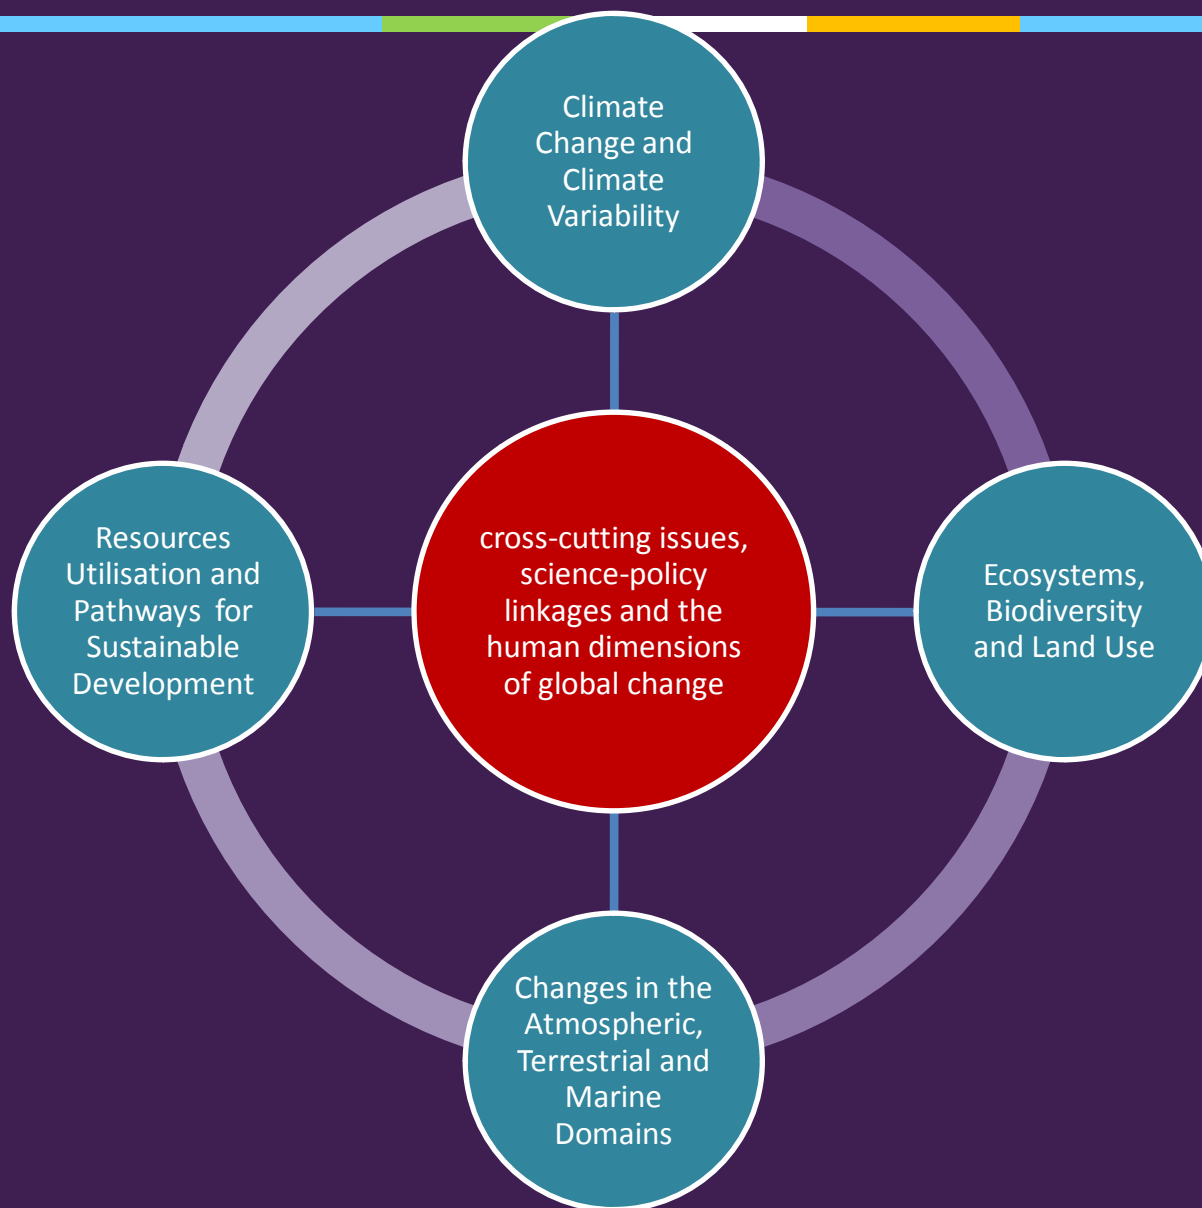 Climate
Change and
Climate
Variability
Resources
Utilisation and
Pathways for
Sustainable
Development
cross-cutting issues,
science-policy
linkages and the
human dimensions
of global change
Ecosystems,
Biodiversity
and Land Use
Changes in the
Atmospheric,
Terrestrial and
Marine
Domains